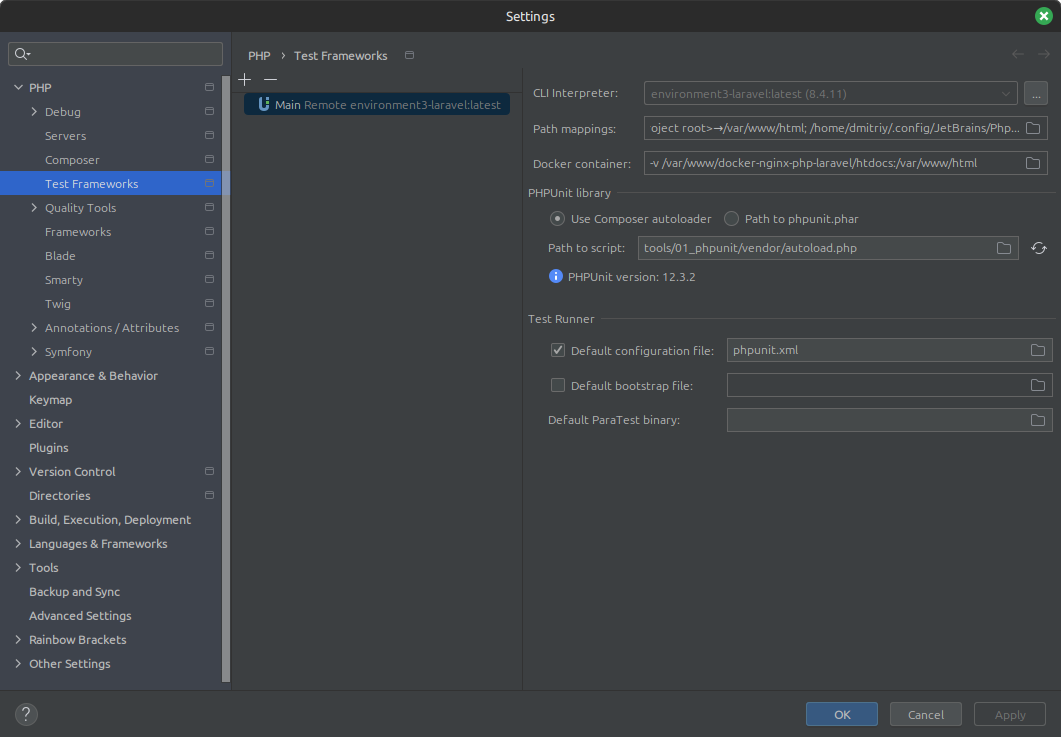 Settings
PHP
Debug
Servers
Composer
Test Frameworks
Quality Tools
Frameworks
Blade
Smarty
Twig
Annotations / Attributes
Symfony
Appearance & Behavior
Keymap
Editor
Plugins
Version Control
Directories
Build, Execution, Deployment
Languages & Frameworks
Tools
Backup and Sync
Advanced Settings
Rainbow Brackets
Other Settings
PHP › Test Frameworks
Main Remote environment3-laravel:latest
CLI Interpreter: environment3-laravel:latest (8.4.11) ...
Path mappings: oject root>→/var/www/html; /home/dmitriy/.config/JetBrains/Php...
Docker container: -v /var/www/docker-nginx-php-laravel/htdocs:/var/www/html
PHPUnit library
Use Composer autoloader Path to phpunit.phar
Path to script: tools/01_phpunit/vendor/autoload.php
PHPUnit version: 12.3.2
Test Runner
Default configuration file: phpunit.xml
Default bootstrap file:
Default ParaTest binary:
? OK Cancel Apply